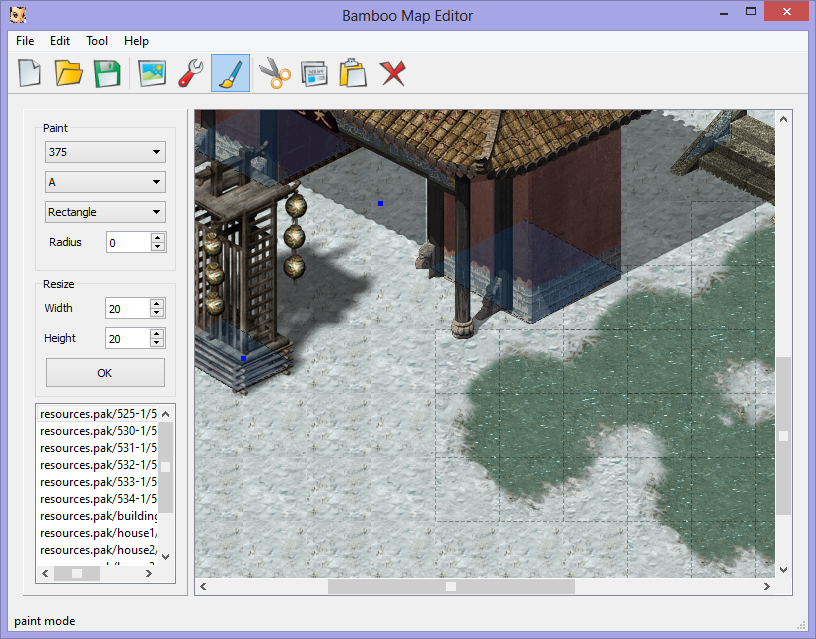 Bamboo Map Editor
File Edit Tool Help
Paint
375
A
Rectangle
Radius 0
Resize
Width 20
Height 20
OK
resources.pak/525-1/5
resources.pak/530-1/5
resources.pak/531-1/5
resources.pak/532-1/5
resources.pak/533-1/5
resources.pak/534-1/5
resources.pak/building
resources.pak/house1/
resources.pak/house2/
paint mode